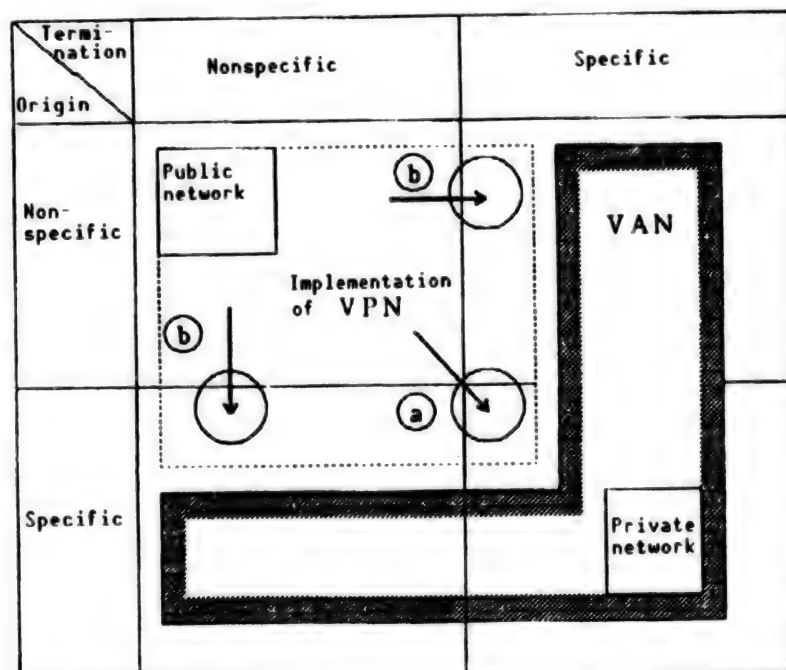 Termi-
nation
Origin
Nonspecific
Specific
Non-
specific
Public
network
b
VAN
Implementation
of VPN
b
a
Specific
Private
network